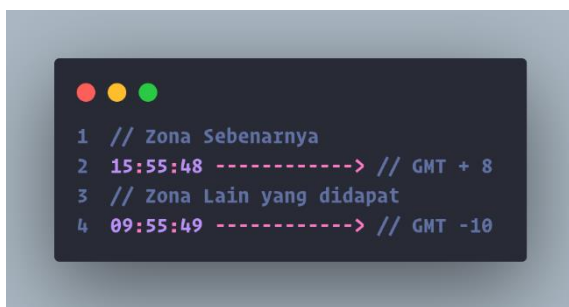 1 // Zona Sebenarnya
2 15:55:48 ------------> // GMT + 8
3 // Zona Lain yang didapat
4 09:55:49 ------------> // GMT -10